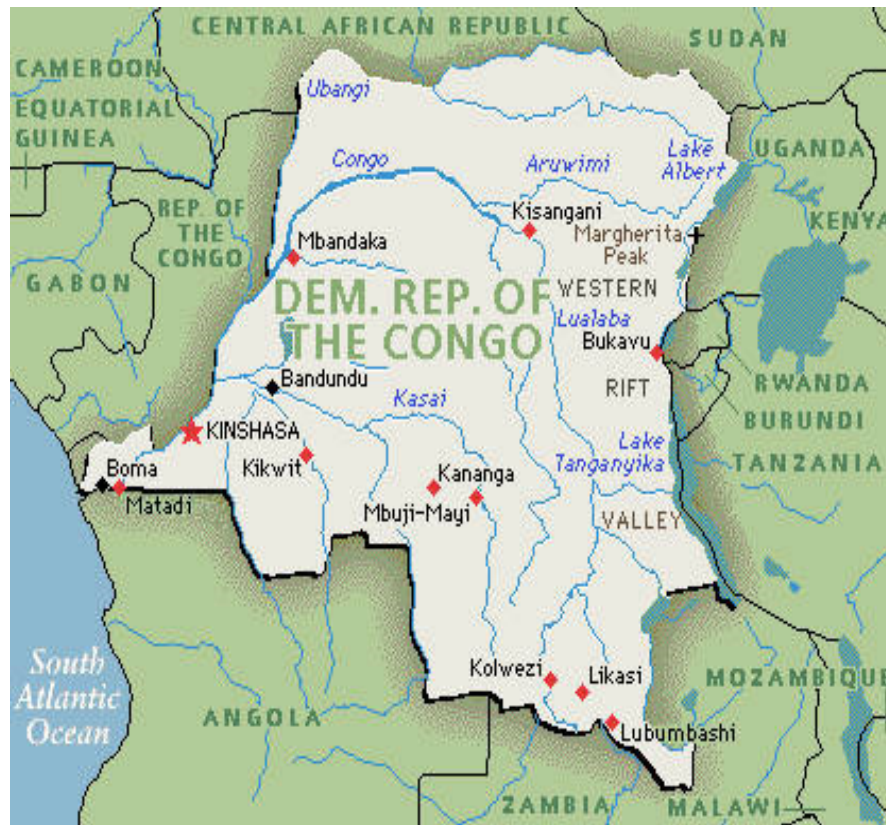 CENTRAL AFRICAN REPUBLIC
SUDAN
CAMEROON
Ubangi
EQUATORIAL
GUINEA
Congo
Aruwimi
Lake
Albert
UGANDA
REP. OF
THE
CONGO
Kisangani
KENYA
Margherita
Peak
Mbandaka
GABON
DEM. REP. OF
THE CONGO
WESTERN
Lualaba
Bukavu
Bandundu
RIFT
RWANDA
Kasai
BURUNDI
KINSHASA
Lake
Tanganyika
TANZANIA
Boma
Kikwit
Kananga
Matadi
Mbuji-Mayi
VALLEY
South
Atlantic
Ocean
Kolwezi
Likasi
MOZAMBIQUE
ANGOLA
Lubumbashi
ZAMBIA
MALAWI